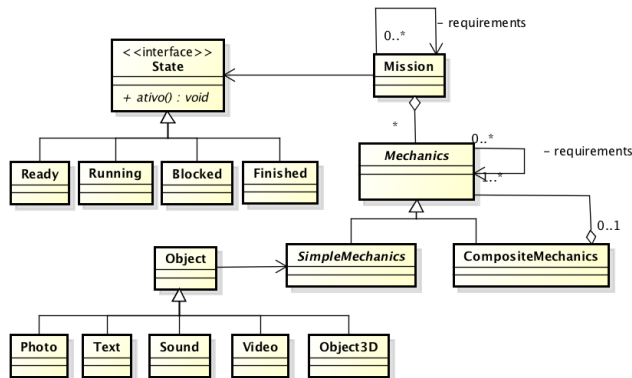 – requirements
0..*
<<interface>>
State
Mission
+ ativo() : void
*
0..*
Mechanics
– requirements
1..*
Ready
Running
Blocked
Finished
0..1
Object
SimpleMechanics
CompositeMechanics
Photo
Text
Sound
Video
Object3D